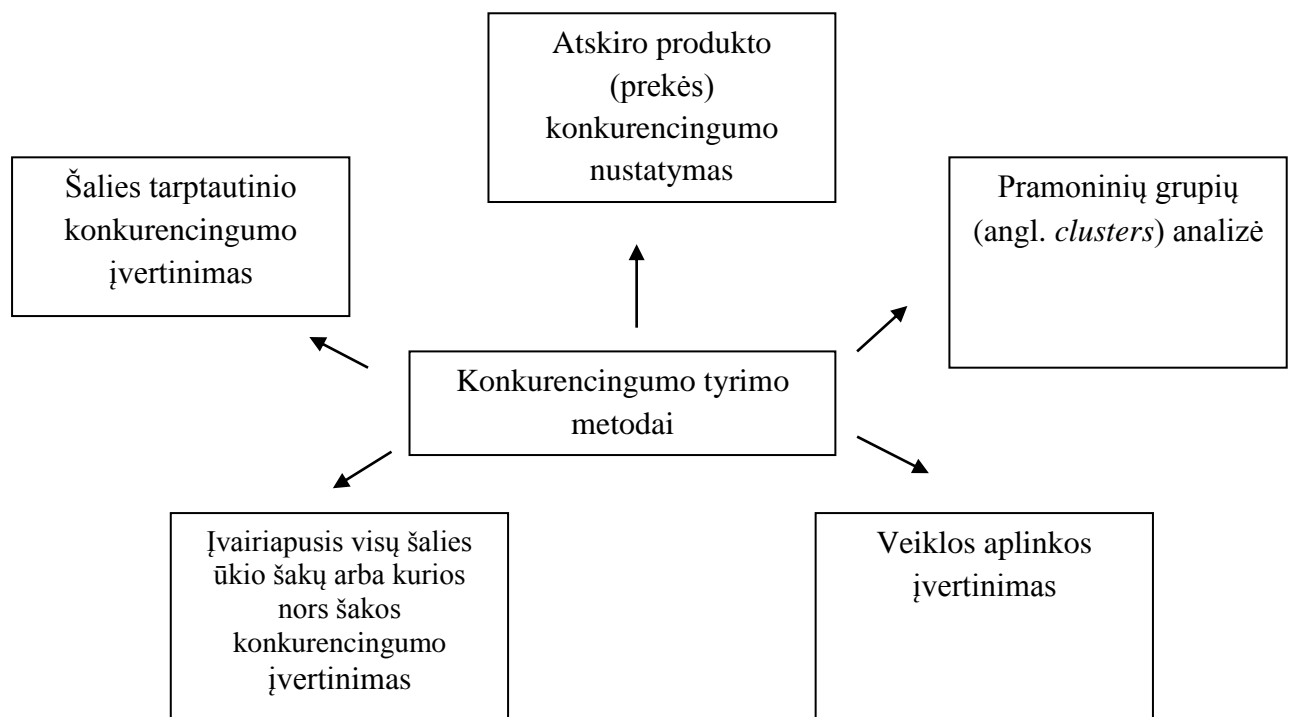 Atskiro produkto
(prekės)
konkurencingumo
nustatymas
Šalies tarptautinio
konkurencingumo
įvertinimas
Pramoninių grupių
(angl. clusters) analizė
Konkurencingumo tyrimo
metodai
Įvairiapusis visų šalies
ūkio šakų arba kurios
nors šakos
konkurencingumo
įvertinimas
Veiklos aplinkos
įvertinimas